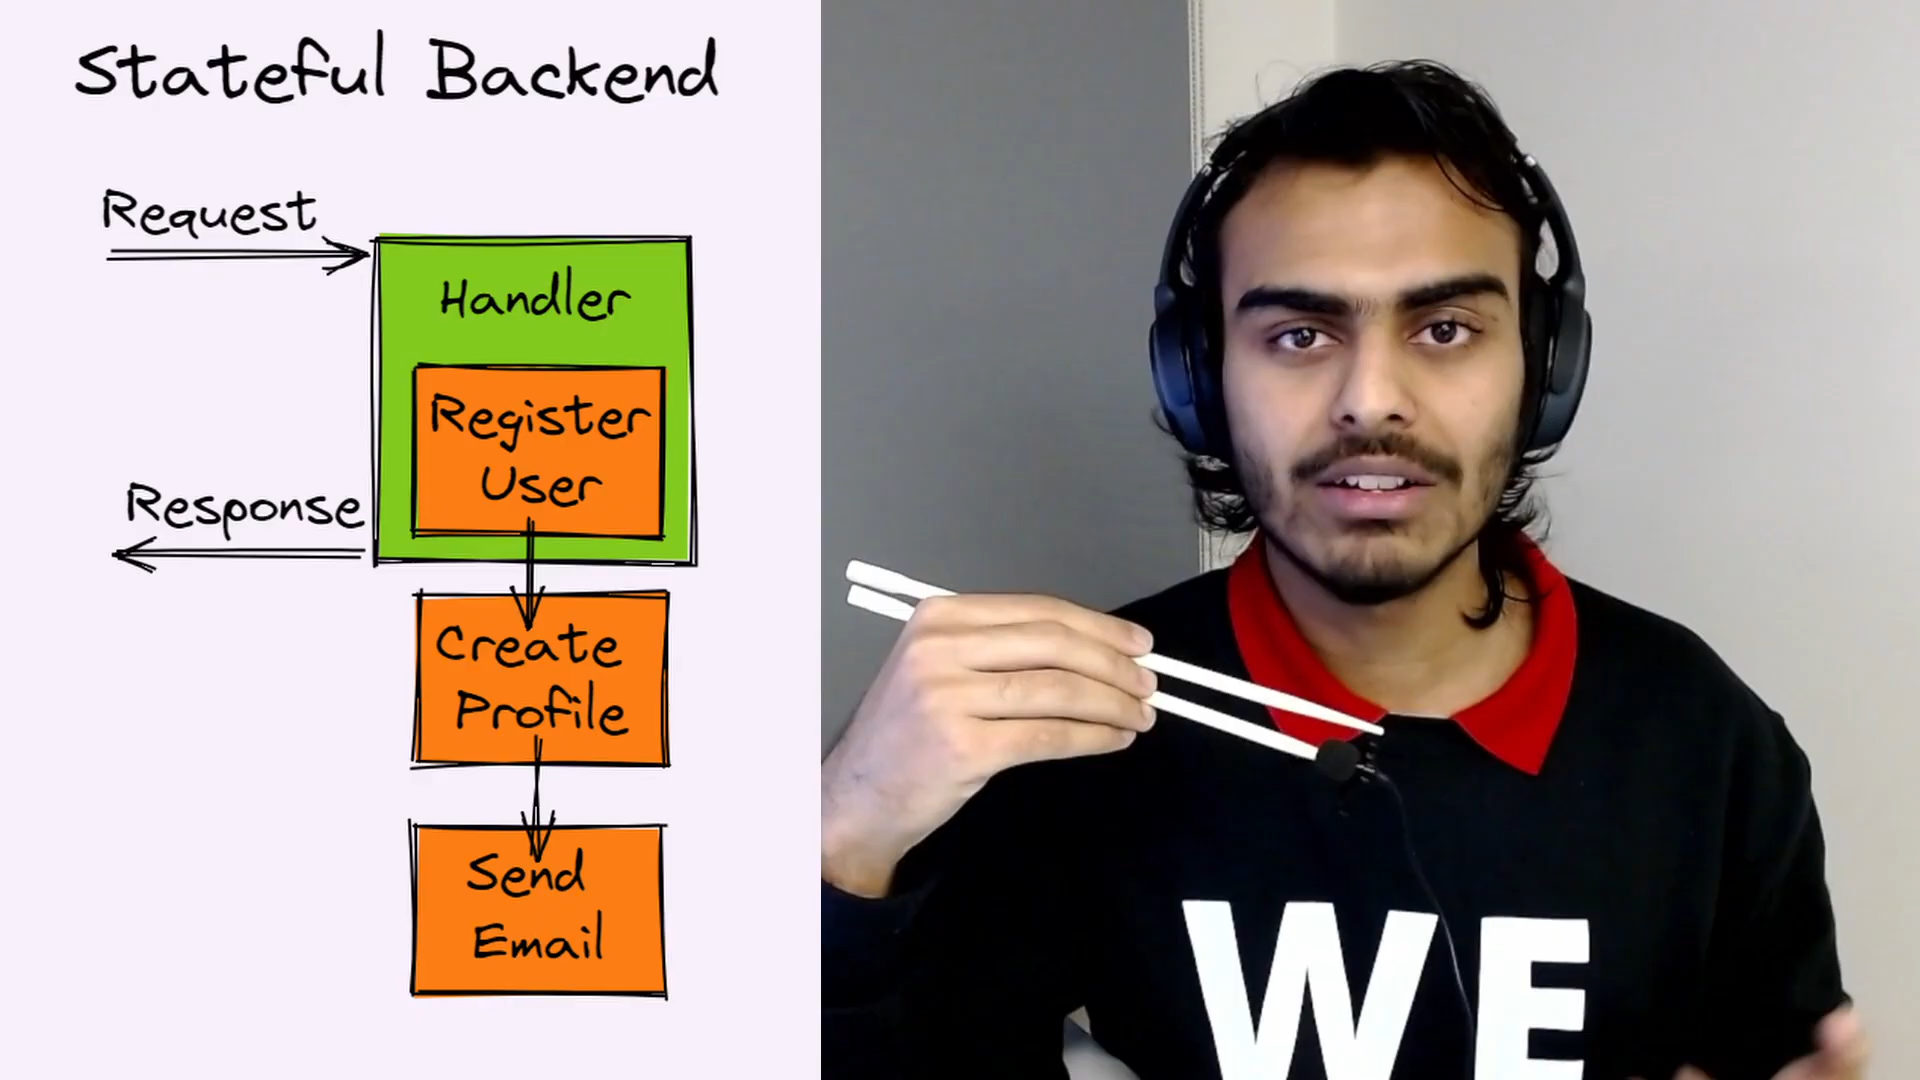 Stateful Backend
Request
Handler
Register
User
Response
Create
Profile
Send
Email
WE